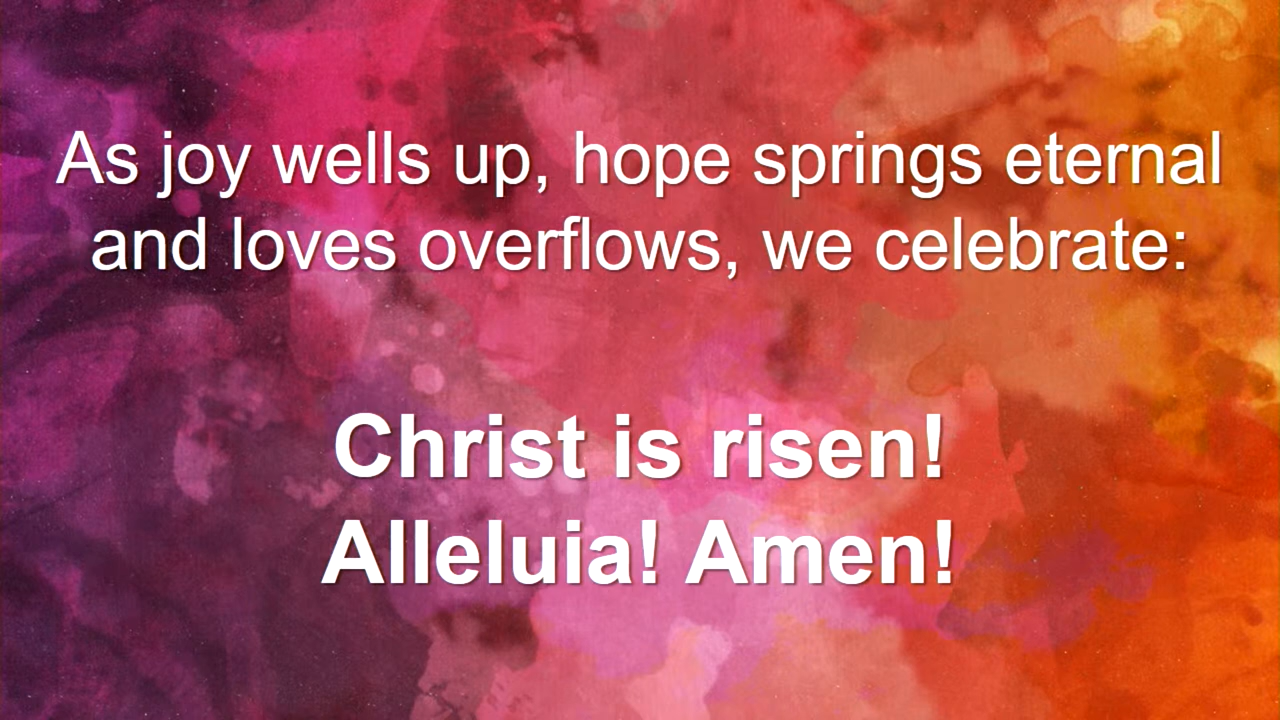 As joy wells up, hope springs eternal
and loves overflows, we celebrate:
Christ is risen!
Alleluia! Amen!